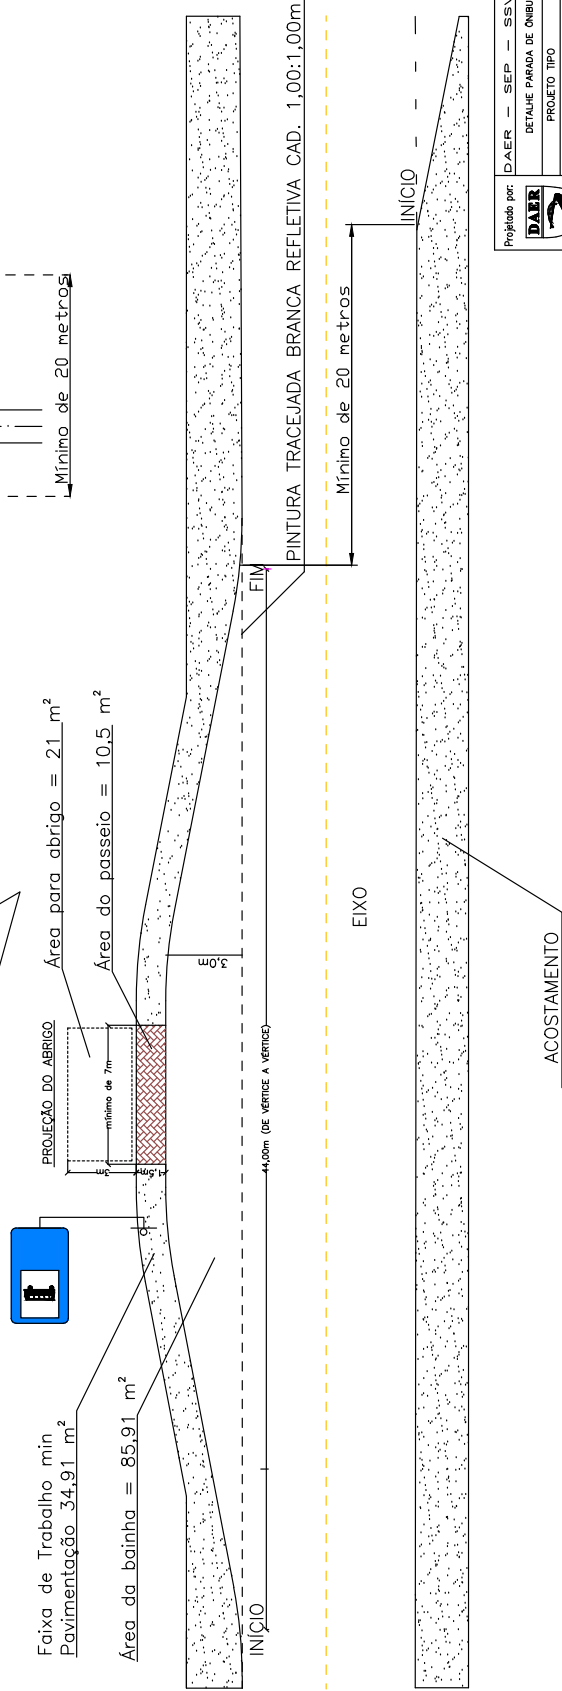 Mínimo de 20 metros
Área para abrigo = 21 m²
Área do passeio = 10,5 m²
PROJEÇÃO DO ABRIGO
mínimo de 7m
3m
1,5m
Faixa de Trabalho min
Pavimentação 34,91 m²
Área da bainha = 85,91 m²
INÍCIO
44,00m (DE VÉRTICE A VÉRTICE)
3,0m
FIM
PINTURA TRACEJADA BRANCA REFLETIVA CAD. 1,00:1,00m
Mínimo de 20 metros
EIXO
INÍCIO
ACOSTAMENTO
Projetado por:
DAER
DAER - SEP - SSV
DETALHE PARADA DE ÔNIBU
PROJETO TIPO